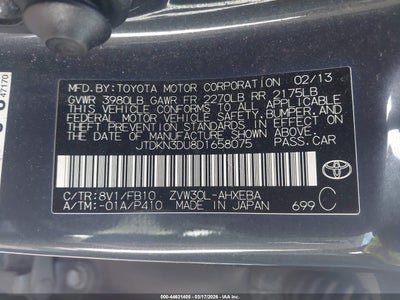 47170
MFD.BY:TOYOTA MOTOR CORPORATION 02/13
GVWR 3980LB GAWR FR 2270LB RR 2175LB
THIS VEHICLE CONFORMS TO ALL APPLICABLE
FEDERAL MOTOR VEHICLE SAFETY, BUMPER, AND
THEFT PREVENTION STANDARDS IN EFFECT ON
THE DATE OF MANUFACTURE SHOWN ABOVE.
JTDKN3DU8D1658075 PASS.CAR
C/TR:8V1/FB10 ZVW30L-AHXEBA
A/TM:-01A/P410 MADE IN JAPAN 699 C
TOYOTA
STOCK #: 44631405 03/17/2026 IAA